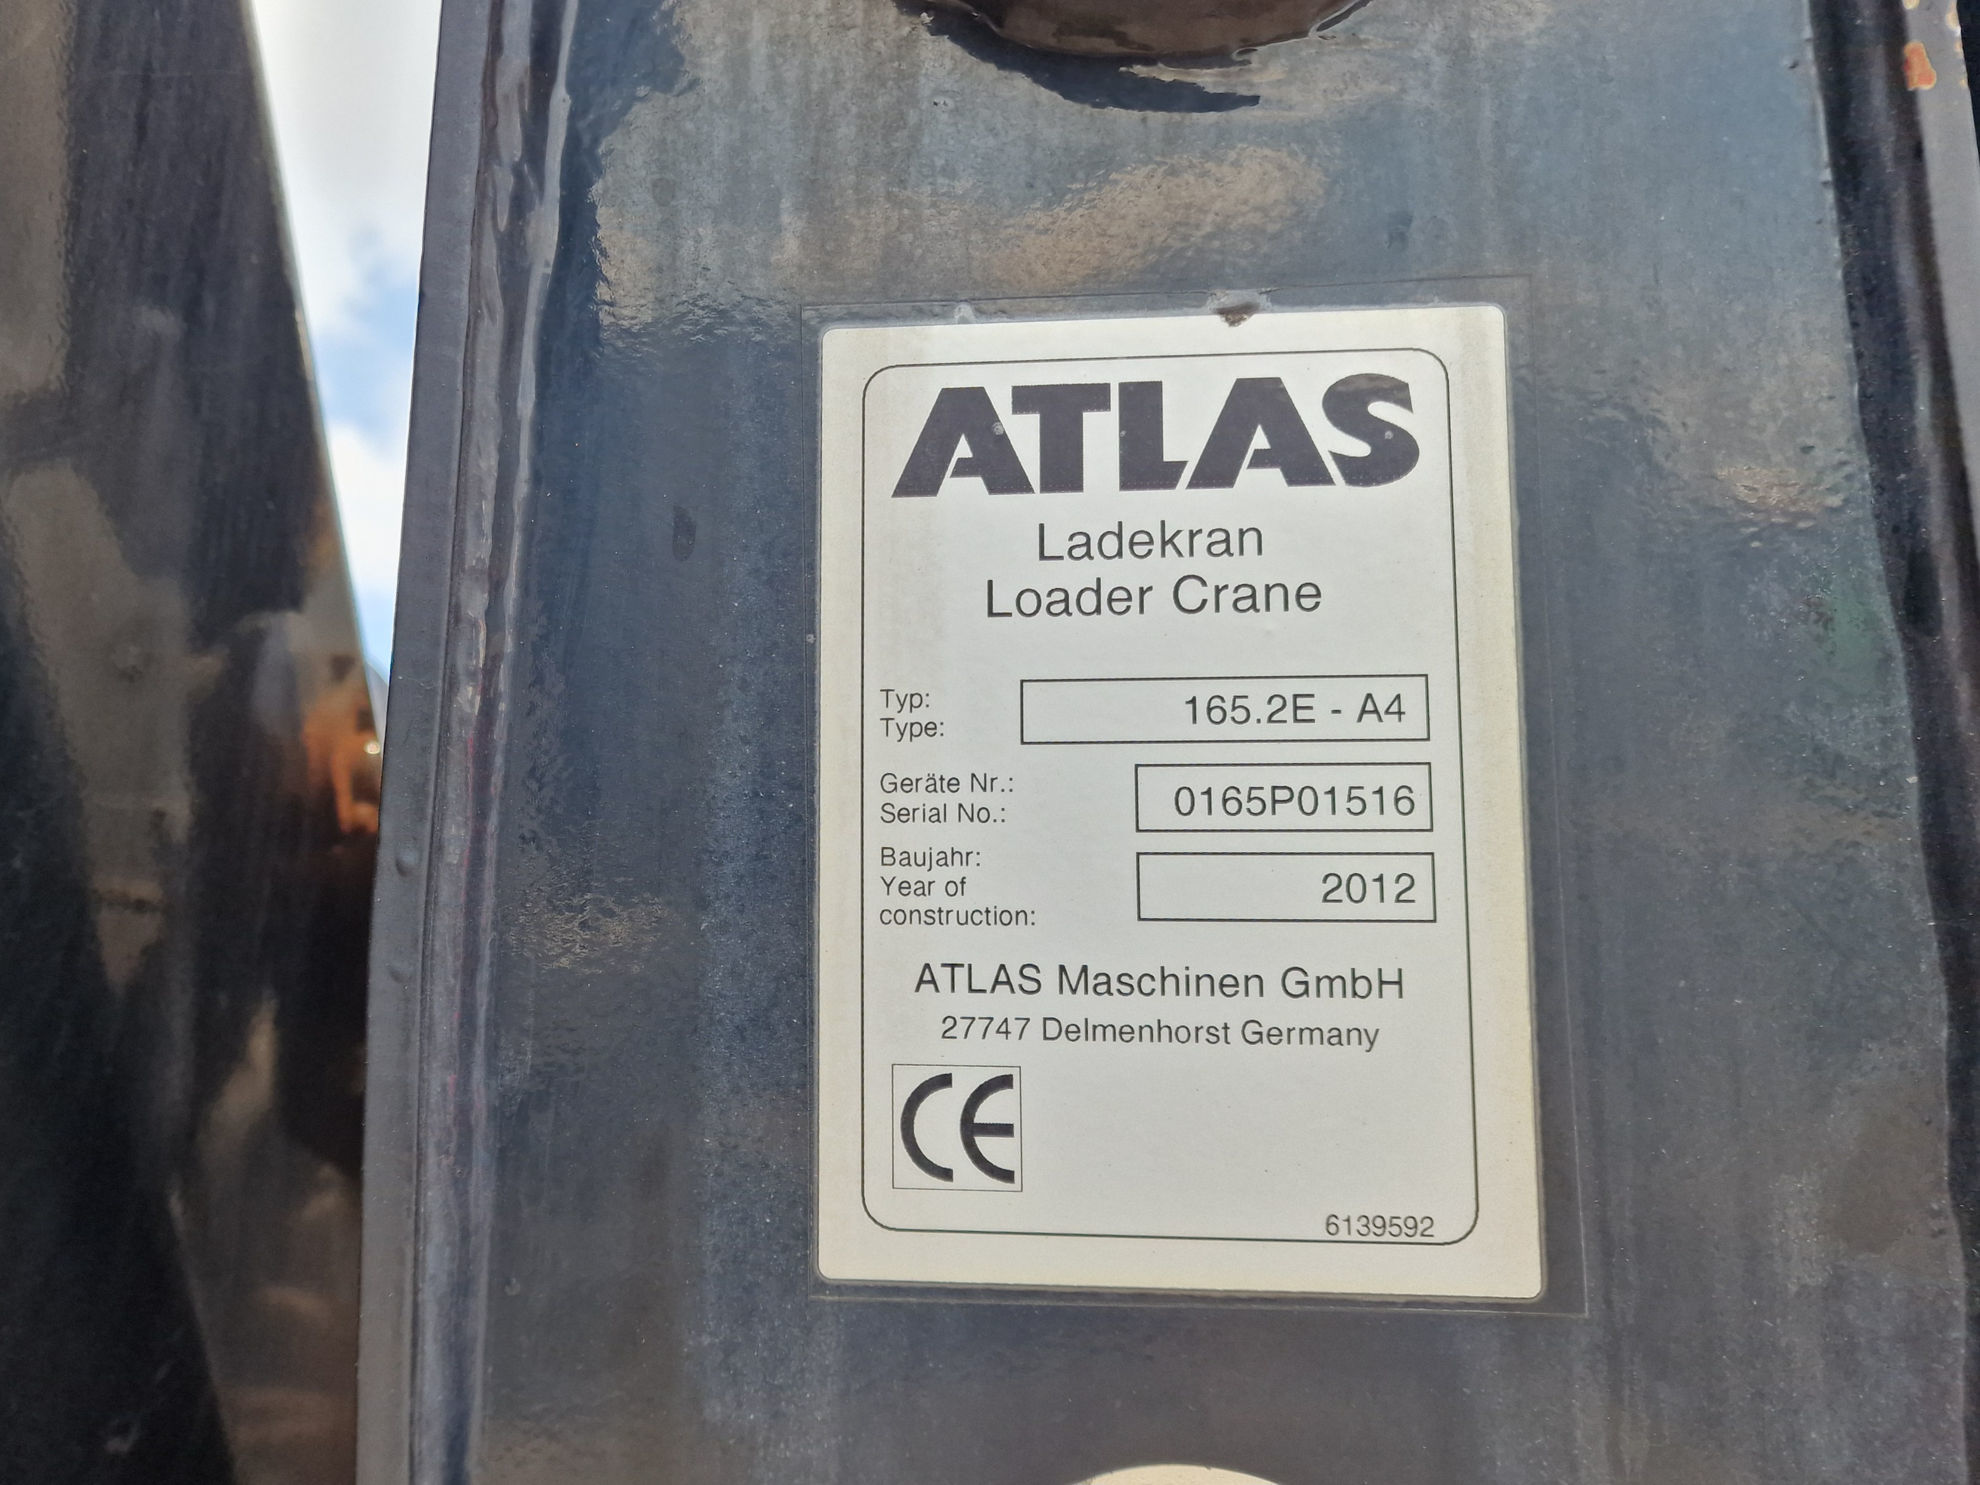 ATLAS
Ladekran
Loader Crane
Typ:
Type:
165.2E - A4
Geräte Nr.:
Serial No.:
0165P01516
Baujahr:
Year of
construction:
2012
ATLAS Maschinen GmbH
27747 Delmenhorst Germany
CE
6139592